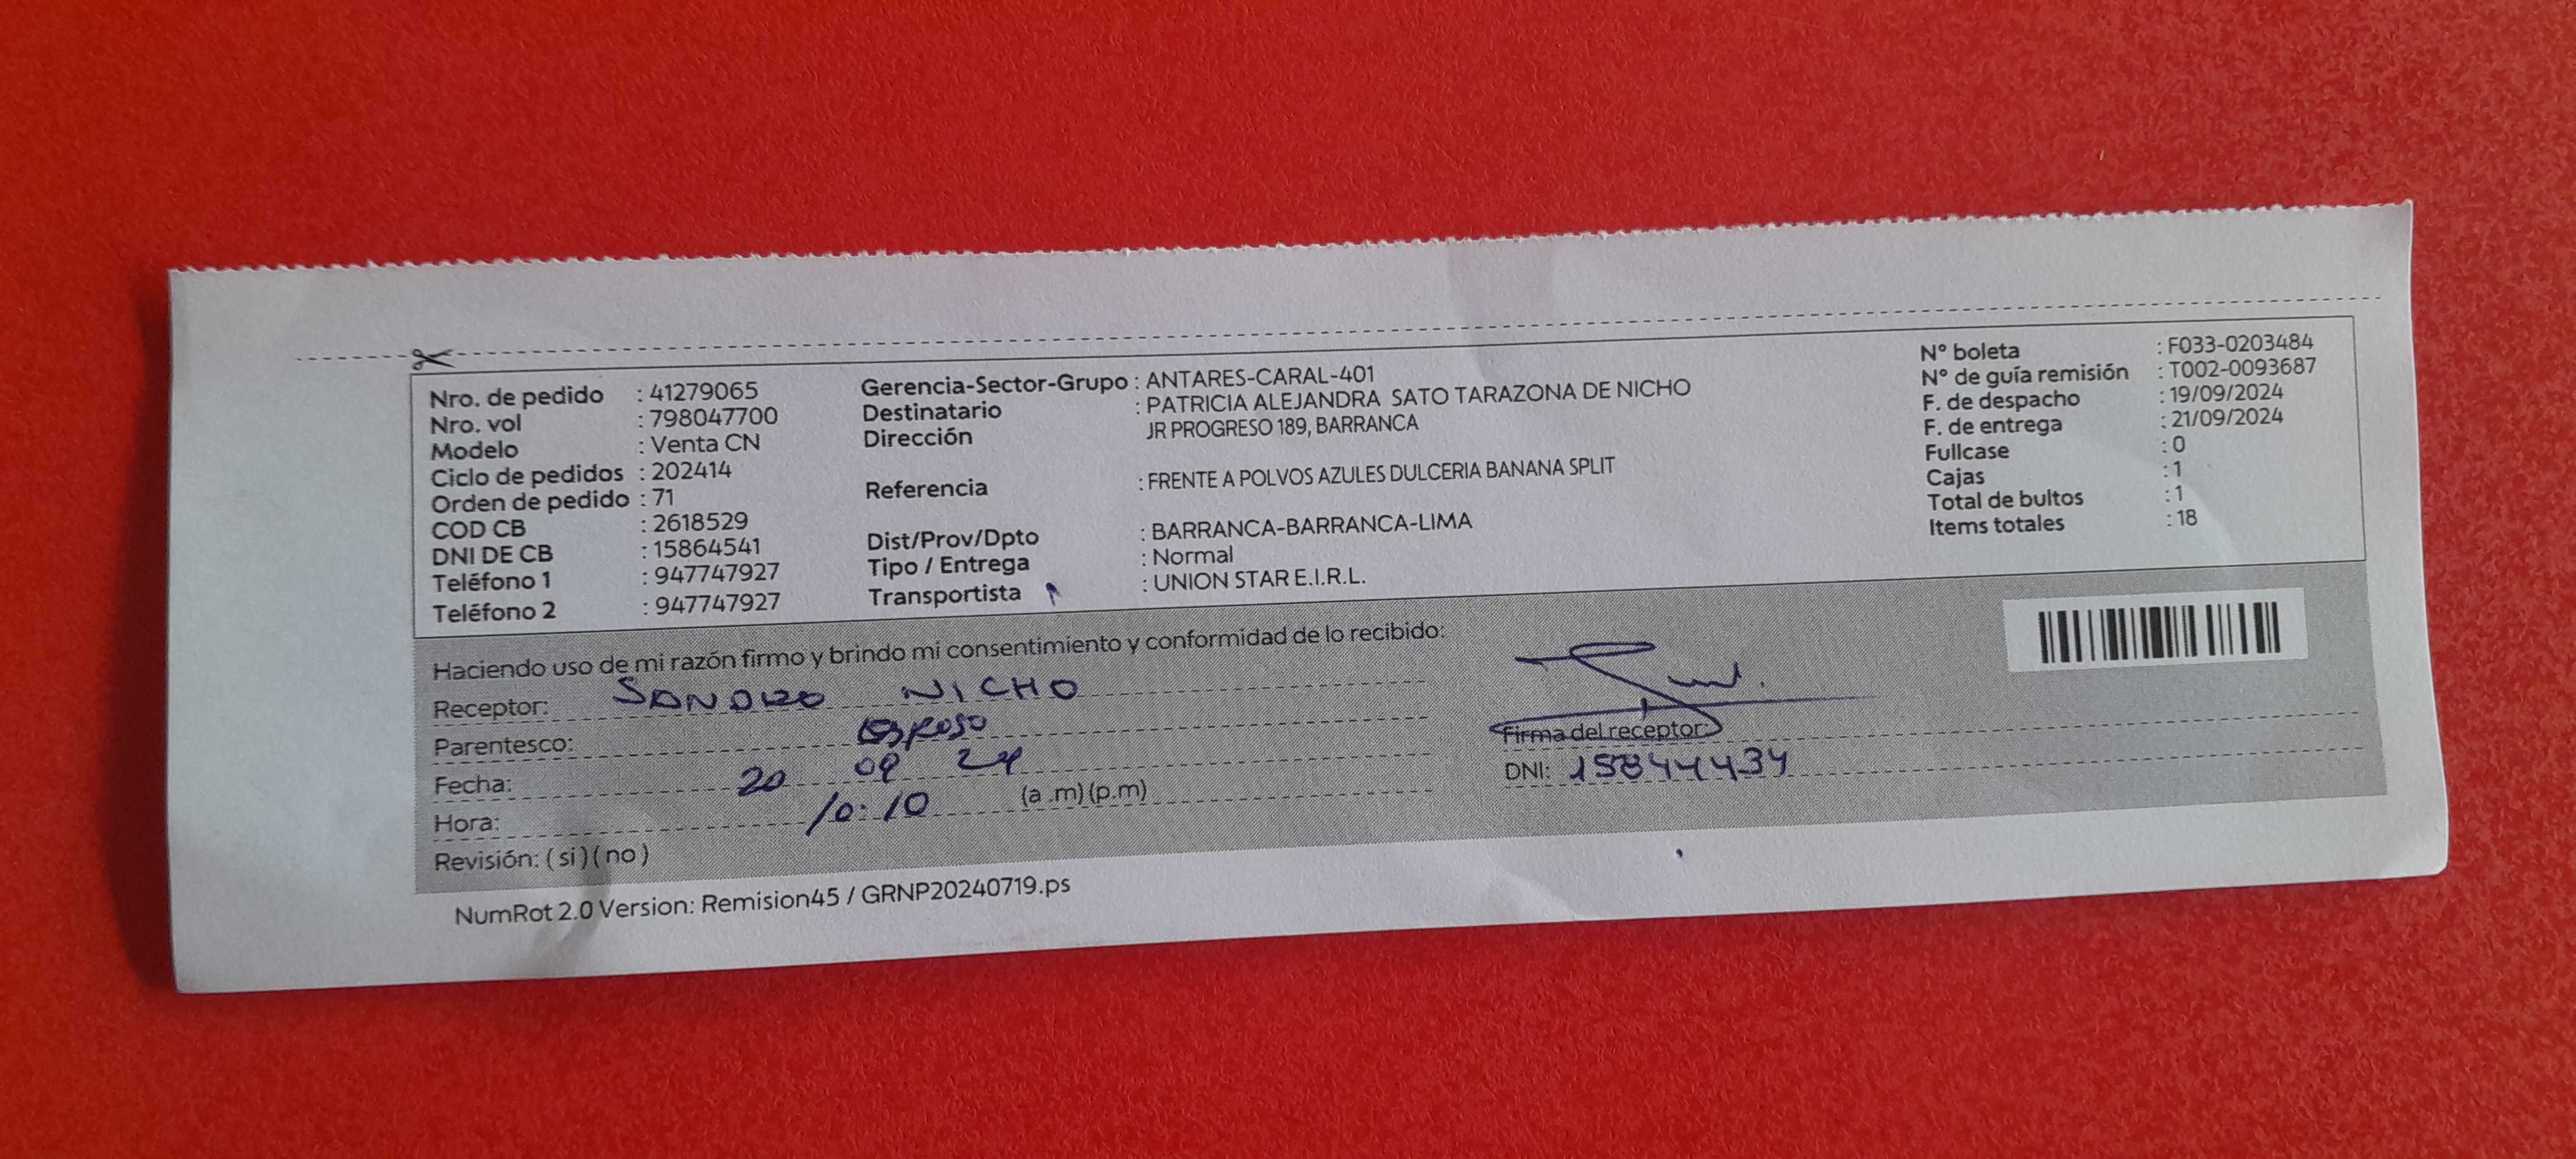 Nro. de pedido : 41279065
Nro. vol : 798047700
Modelo : Venta CN
Ciclo de pedidos : 202414
Orden de pedido : 71
COD CB : 2618529
DNI DE CB : 15864541
Teléfono 1 : 947747927
Teléfono 2 : 947747927
Gerencia-Sector-Grupo : ANTARES-CARAL-401
Destinatario : PATRICIA ALEJANDRA SATO TARAZONA DE NICHO
Dirección JR PROGRESO 189, BARRANCA
Referencia : FRENTE A POLVOS AZULES DULCERIA BANANA SPLIT
Dist/Prov/Dpto : BARRANCA-BARRANCA-LIMA
Tipo / Entrega : Normal
Transportista : UNION STAR E.I.R.L.
N° boleta : F033-0203484
N° de guía remisión : T002-0093687
F. de despacho : 19/09/2024
F. de entrega : 21/09/2024
Fullcase : 0
Cajas : 1
Total de bultos : 1
Items totales : 18
Haciendo uso de mi razón firmo y brindo mi consentimiento y conformidad de lo recibido:
Receptor: SANDRO NICHO
Parentesco: Esposo
Fecha: 20 09 24
Hora: 10:10 (a .m) (p.m)
Revisión: ( si ) ( no )
Firma del receptor:
DNI: 15844434
NumRot 2.0 Version: Remision45 / GRNP20240719.ps